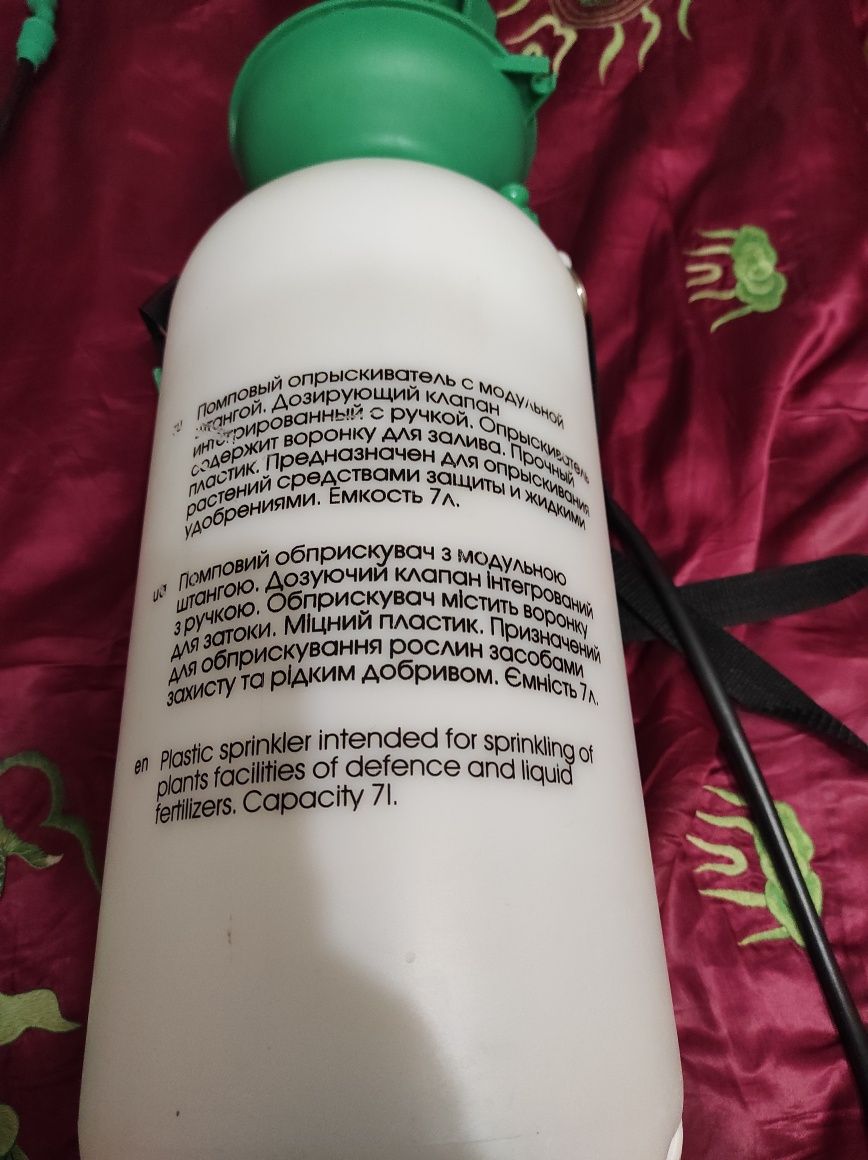 ru Помповый опрыскиватель с модульной
штангой. Дозирующий клапан
интегрированный с ручкой. Опрыскиватель
содержит воронку для залива. Прочный
пластик. Предназначен для опрыскивания
растений средствами защиты и жидкими
удобрениями. Емкость 7л.
ua Помповий обприскувач з модульною
штангою. Дозуючий клапан інтегрований
з ручкою. Обприскувач містить воронку
для затоки. Міцний пластик. Призначений
для обприскування рослин засобами
захисту та рідким добривом. Ємність 7л.
en Plastic sprinkler intended for sprinkling of
plants facilities of defence and liquid
fertilizers. Capacity 7l.